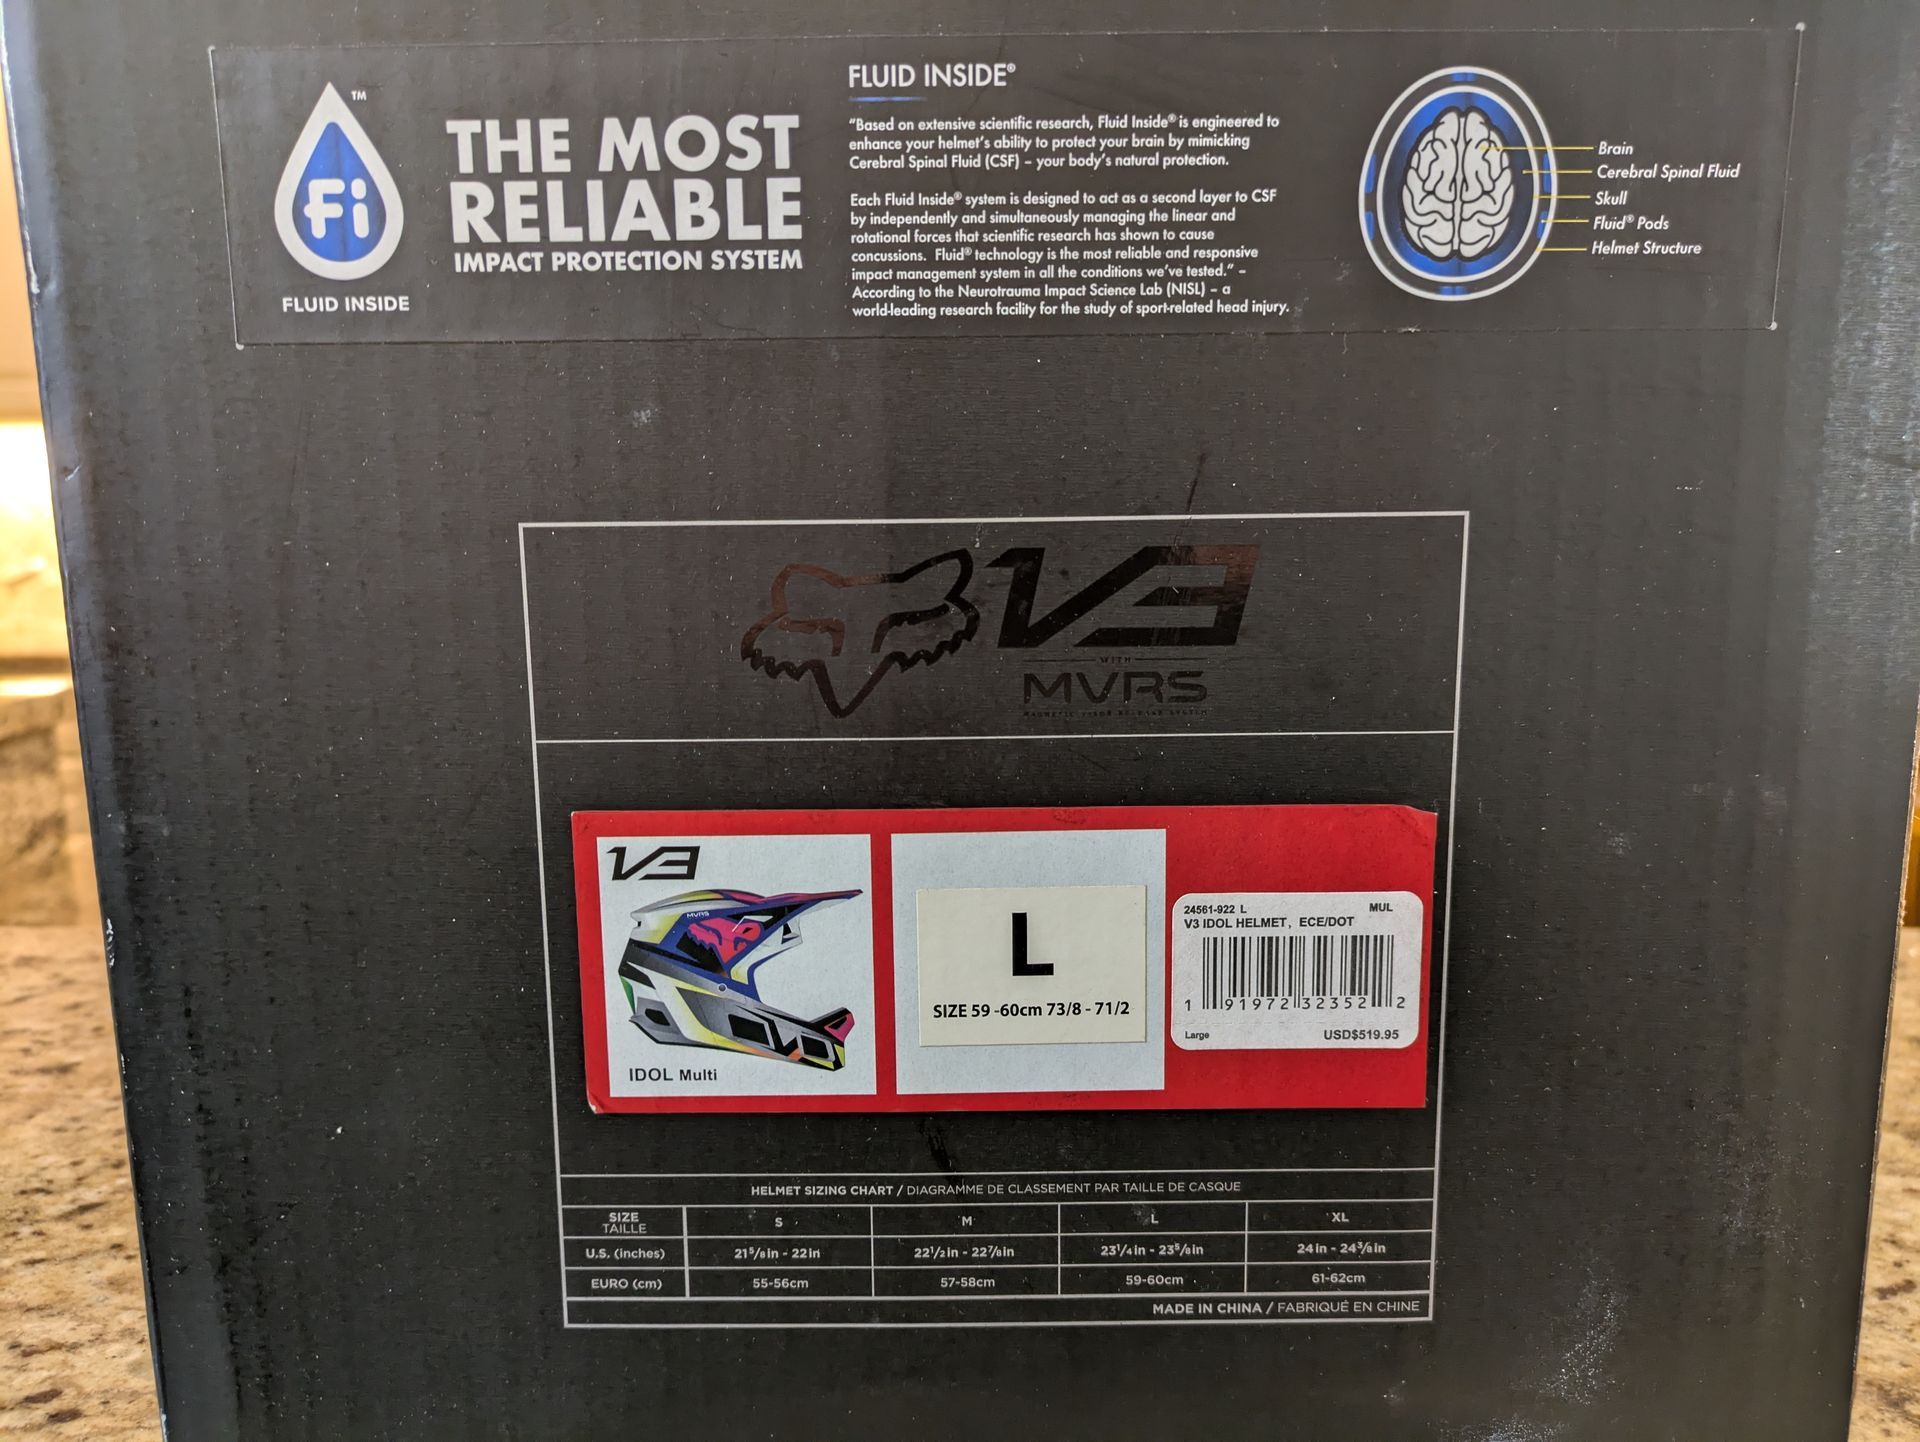 Fi
™
FLUID INSIDE
THE MOST
RELIABLE
IMPACT PROTECTION SYSTEM
FLUID INSIDE®
"Based on extensive scientific research, Fluid Inside® is engineered to
enhance your helmet's ability to protect your brain by mimicking
Cerebral Spinal Fluid (CSF) – your body's natural protection.
Each Fluid Inside® system is designed to act as a second layer to CSF
by independently and simultaneously managing the linear and
rotational forces that scientific research has shown to cause
concussions. Fluid® technology is the most reliable and responsive
impact management system in all the conditions we've tested." –
According to the Neurotrauma Impact Science Lab (NISL) – a
world-leading research facility for the study of sport-related head injury.
Brain
Cerebral Spinal Fluid
Skull
Fluid® Pods
Helmet Structure
V3
WITH
MVRS
MAGNETIC VISOR RELEASE SYSTEM
V3
MVRS
IDOL Multi
L
SIZE 59 -60cm 73/8 - 71/2
24561-922 L MUL
V3 IDOL HELMET, ECE/DOT
1 91972 32352 2
Large USD$519.95
HELMET SIZING CHART / DIAGRAMME DE CLASSEMENT PAR TAILLE DE CASQUE
SIZE
TAILLE
S M L XL
U.S. (inches) 21⁵/₈in - 22in 22¹/₂in - 22⁷/₈in 23¹/₄in - 23⁵/₈in 24in - 24³/₈in
EURO (cm) 55-56cm 57-58cm 59-60cm 61-62cm
MADE IN CHINA / FABRIQUÉ EN CHINE